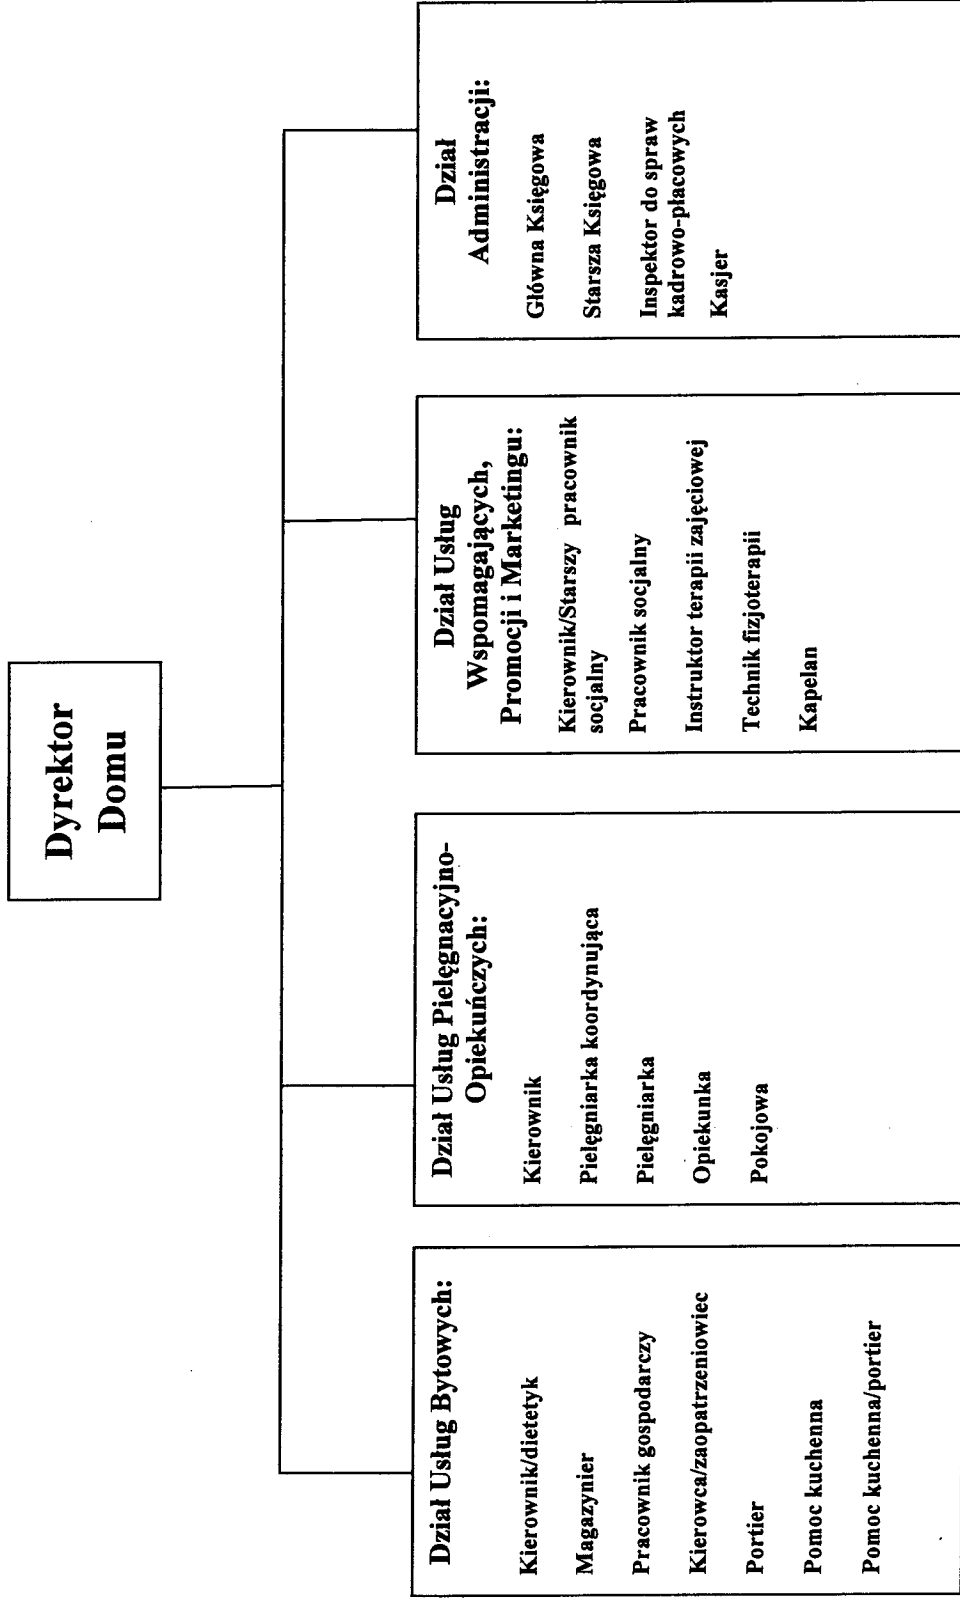 Dyrektor
Domu
Dział Usług Bytowych:
Kierownik/dietetyk
Magazynier
Pracownik gospodarczy
Kierowca/zaopatrzeniowiec
Portier
Pomoc kuchenna
Pomoc kuchenna/portier
Dział Usług Pielęgnacyjno-
Opiekuńczych:
Kierownik
Pielęgniarka koordynująca
Pielęgniarka
Opiekunka
Pokojowa
Dział Usług
Wspomagających,
Promocji i Marketingu:
Kierownik/Starszy pracownik
socjalny
Pracownik socjalny
Instruktor terapii zajęciowej
Technik fizjoterapii
Kapelan
Dział
Administracji:
Główna Księgowa
Starsza Księgowa
Inspektor do spraw
kadrowo-płacowych
Kasjer